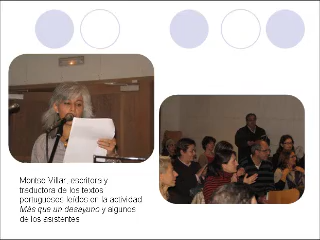 Montse Villar, escritora y
traductora de los textos
portugueses leídos en la actividad
Más que un desayuno y algunos
de los asistentes